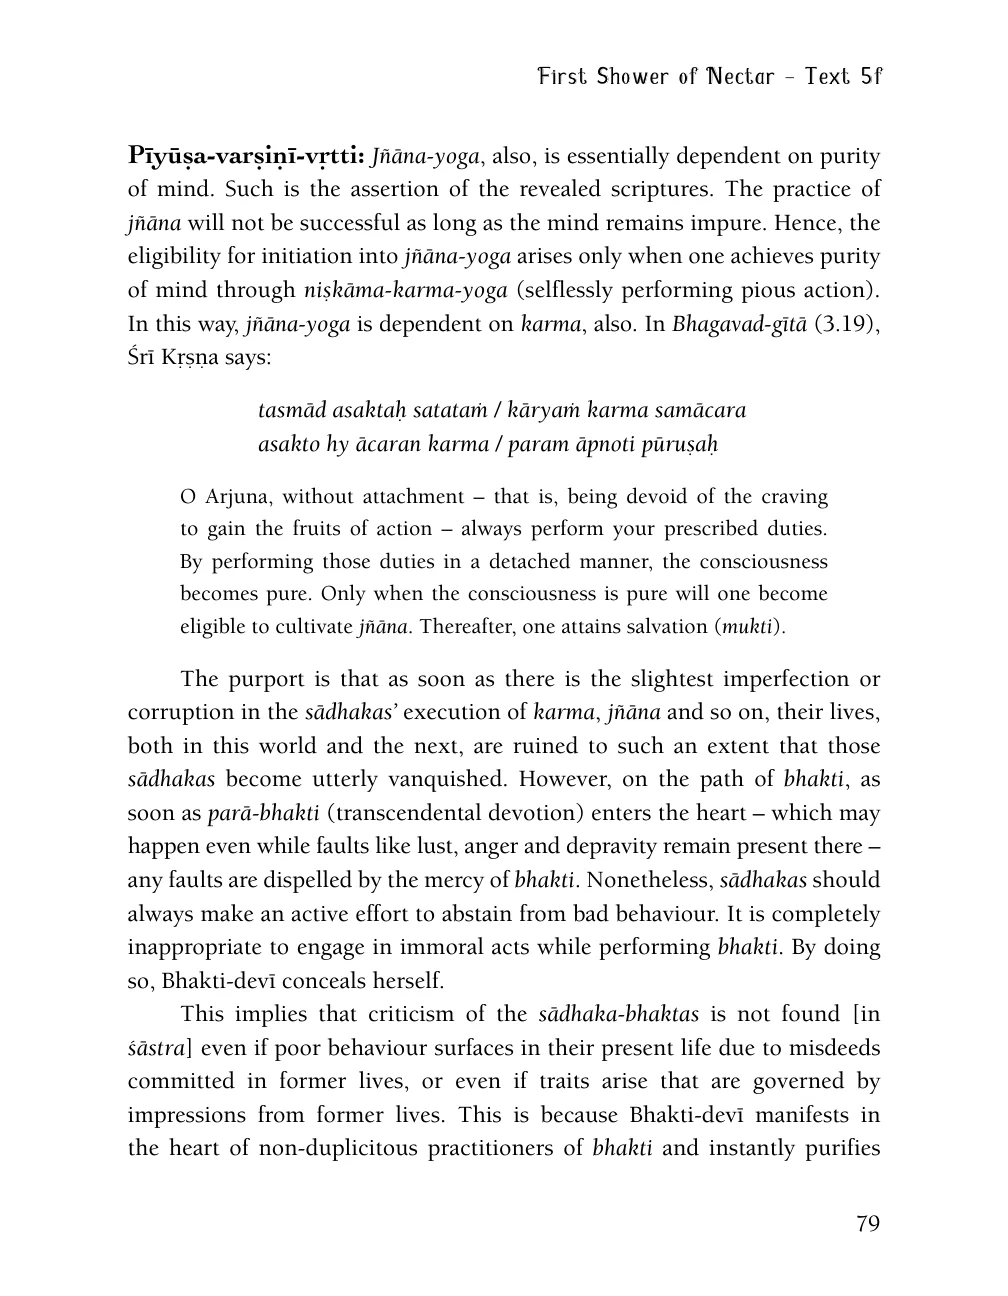 First Shower of Nectar – Text 5f
Pīyūṣa-varṣiṇī-vṛtti: Jñāna-yoga, also, is essentially dependent on purity
of mind. Such is the assertion of the revealed scriptures. The practice of
jñāna will not be successful as long as the mind remains impure. Hence, the
eligibility for initiation into jñāna-yoga arises only when one achieves purity
of mind through niṣkāma-karma-yoga (selflessly performing pious action).
In this way, jñāna-yoga is dependent on karma, also. In Bhagavad-gītā (3.19),
Śrī Kṛṣṇa says:
tasmād asaktaḥ satataṁ / kāryaṁ karma samācara
asakto hy ācaran karma / param āpnoti pūruṣaḥ
O Arjuna, without attachment – that is, being devoid of the craving
to gain the fruits of action – always perform your prescribed duties.
By performing those duties in a detached manner, the consciousness
becomes pure. Only when the consciousness is pure will one become
eligible to cultivate jñāna. Thereafter, one attains salvation (mukti).
The purport is that as soon as there is the slightest imperfection or
corruption in the sādhakas’ execution of karma, jñāna and so on, their lives,
both in this world and the next, are ruined to such an extent that those
sādhakas become utterly vanquished. However, on the path of bhakti, as
soon as parā-bhakti (transcendental devotion) enters the heart – which may
happen even while faults like lust, anger and depravity remain present there –
any faults are dispelled by the mercy of bhakti. Nonetheless, sādhakas should
always make an active effort to abstain from bad behaviour. It is completely
inappropriate to engage in immoral acts while performing bhakti. By doing
so, Bhakti-devī conceals herself.
This implies that criticism of the sādhaka-bhaktas is not found [in
śāstra] even if poor behaviour surfaces in their present life due to misdeeds
committed in former lives, or even if traits arise that are governed by
impressions from former lives. This is because Bhakti-devī manifests in
the heart of non-duplicitous practitioners of bhakti and instantly purifies
79